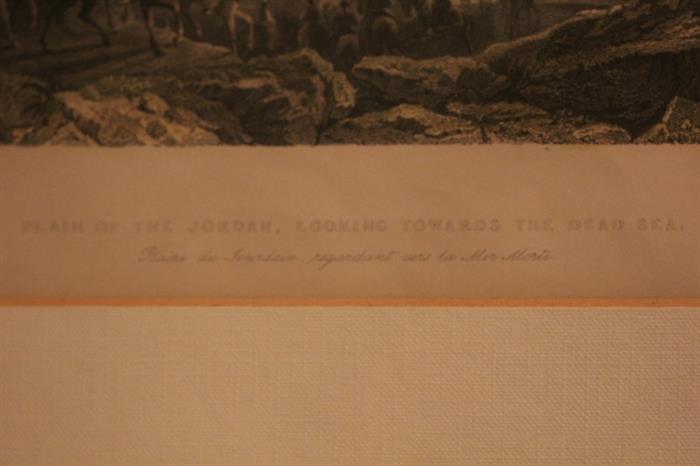 PLAIN OF THE JORDAN, LOOKING TOWARDS THE DEAD SEA.
Plaine du Jourdain regardant vers la Mer Morte